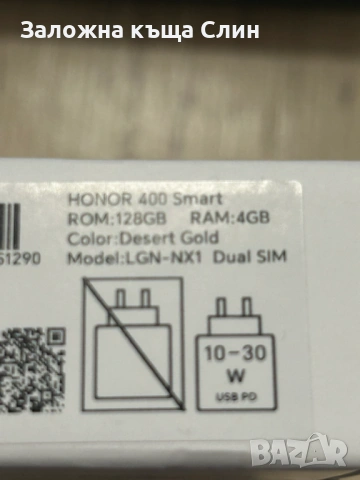 Заложна къща Слин
HONOR 400 Smart
ROM:128GB RAM:4GB
Color:Desert Gold
51290 Model:LGN-NX1 Dual SIM
10-30
W
USB PD
BAZAR